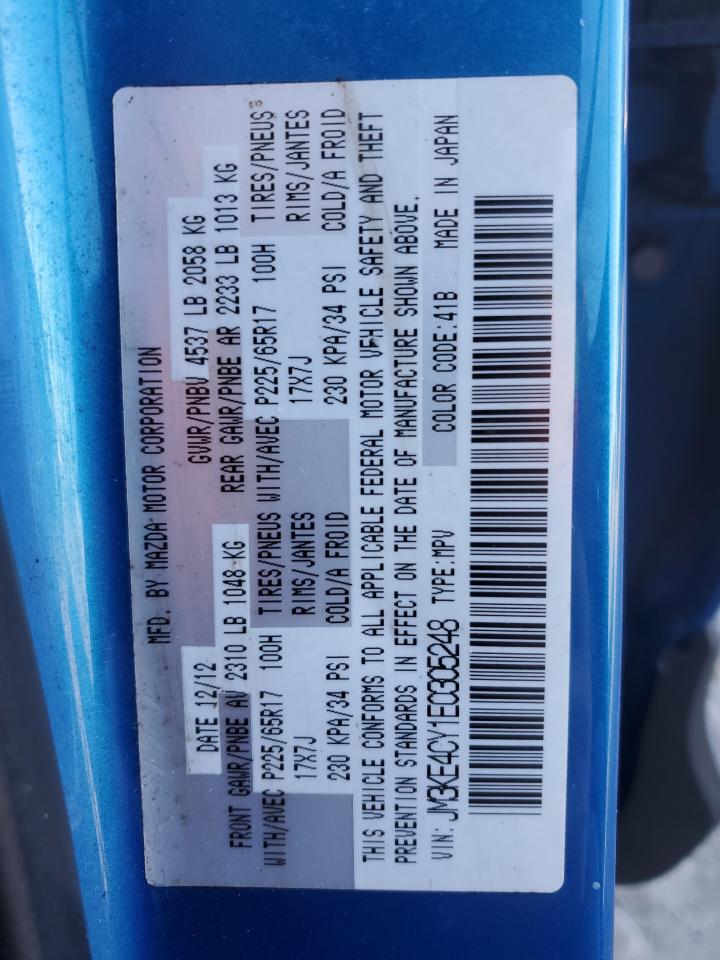 MFD. BY MAZDA MOTOR CORPORATION
DATE 12/12 GVWR/PNBV 4537 LB 2058 KG
FRONT GAWR/PNBE AV 2310 LB 1048 KG REAR GAWR/PNBE AR 2233 LB 1013 KG
WITH/AVEC P225/65R17 100H TIRES/PNEUS WITH/AVEC P225/65R17 100H TIRES/PNEUS
17X7J RIMS/JANTES 17X7J RIMS/JANTES
230 KPA/34 PSI COLD/A FROID 230 KPA/34 PSI COLD/A FROID
THIS VEHICLE CONFORMS TO ALL APPLICABLE FEDERAL MOTOR VEHICLE SAFETY AND THEFT
PREVENTION STANDARDS IN EFFECT ON THE DATE OF MANUFACTURE SHOWN ABOVE.
VIN: JM3KE4CY1E0305248 TYPE:MPV COLOR CODE:41B MADE IN JAPAN